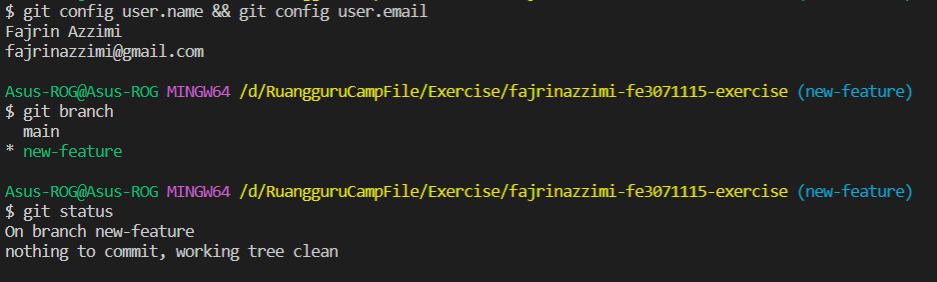 $ git config user.name && git config user.email
Fajrin Azzimi
fajrinazzimi@gmail.com
Asus-ROG@Asus-ROG MINGW64 /d/RuangguruCampFile/Exercise/fajrinazzimi-fe3071115-exercise (new-feature)
$ git branch
  main
* new-feature
Asus-ROG@Asus-ROG MINGW64 /d/RuangguruCampFile/Exercise/fajrinazzimi-fe3071115-exercise (new-feature)
$ git status
On branch new-feature
nothing to commit, working tree clean